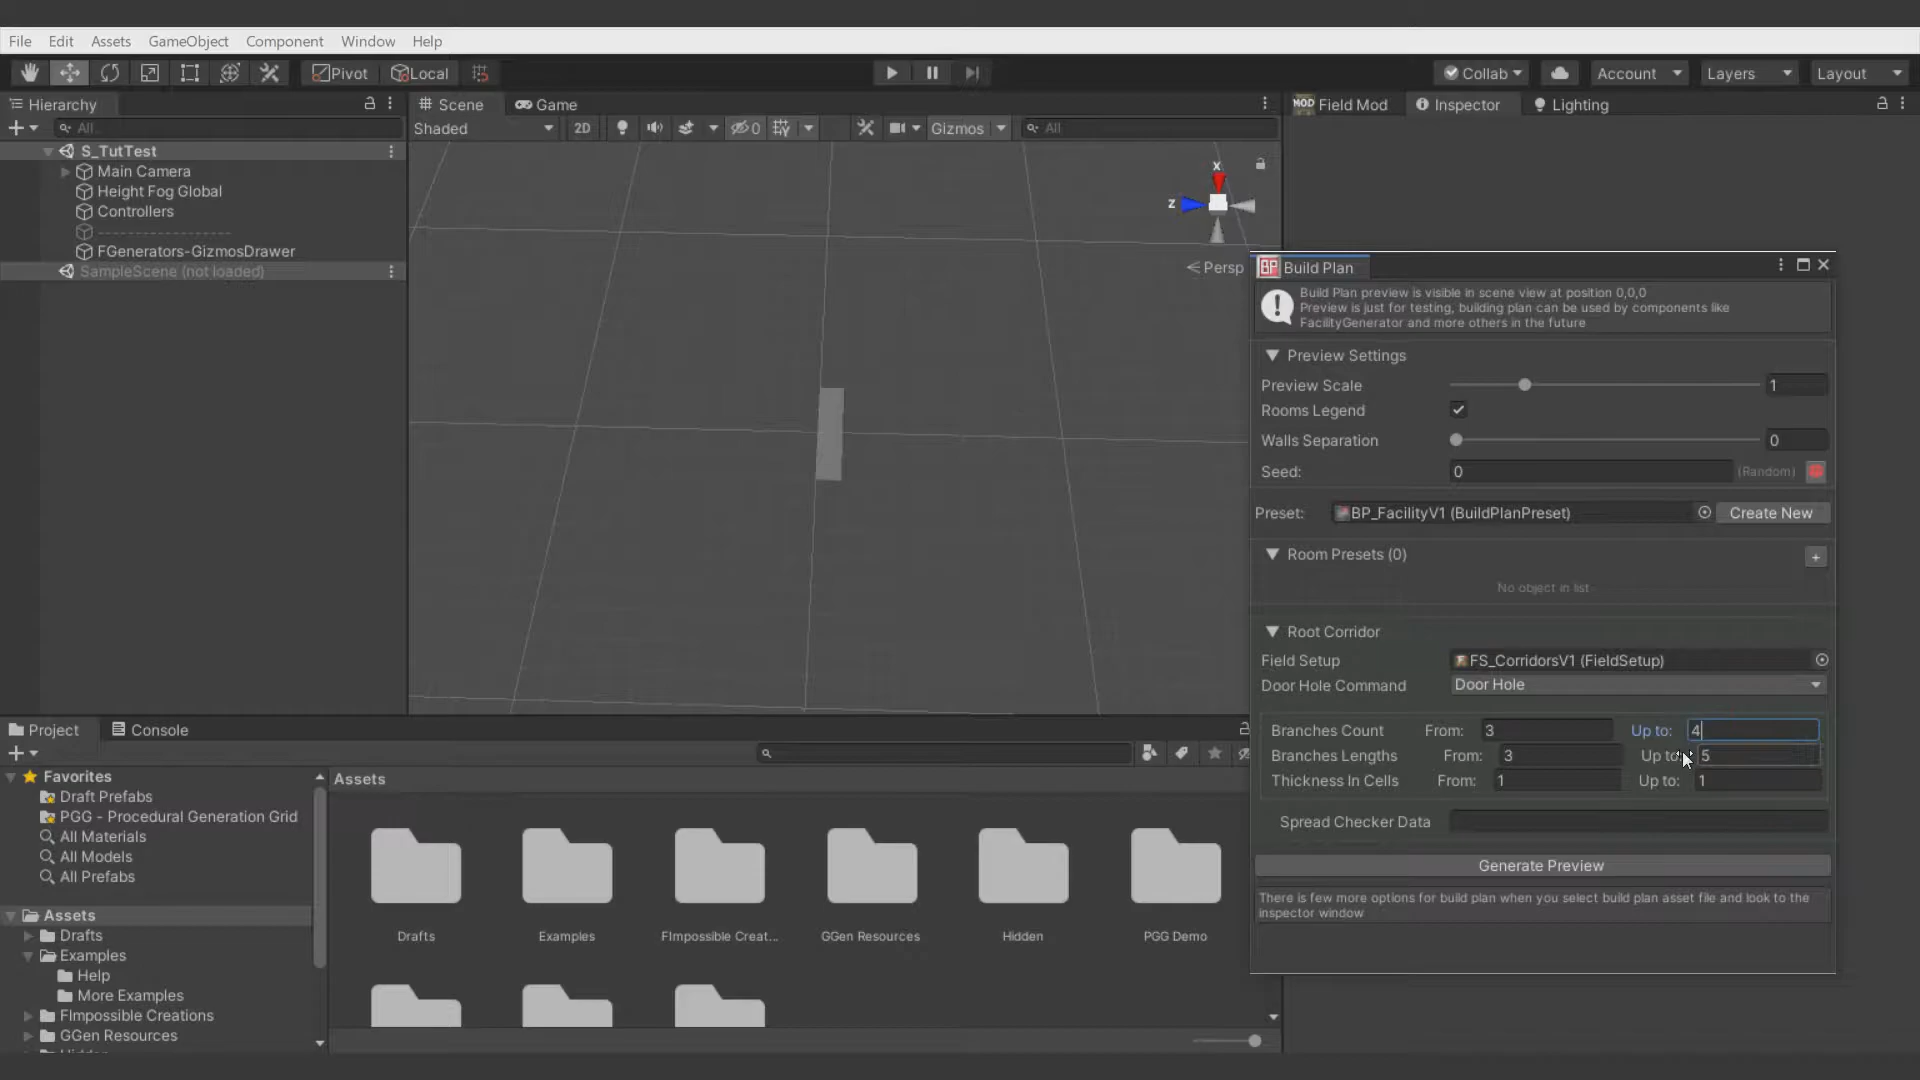 File Edit Assets GameObject Component Window Help
Pivot Local Collab Account Layers Layout
Hierarchy
All
S_TutTest
Main Camera
Height Fog Global
Controllers
-------------------
FGenerators-GizmosDrawer
SampleScene (not loaded)
Scene Game
Shaded 2D 0 Gizmos All
x
z
Persp
MOD Field Mod Inspector Lighting
BP Build Plan
Build Plan preview is visible in scene view at position 0,0,0
Preview is just for testing, building plan can be used by components like
FacilityGenerator and more others in the future
Preview Settings
Preview Scale 1
Rooms Legend
Walls Separation 0
Seed: 0 (Random)
Preset: BP_FacilityV1 (BuildPlanPreset) Create New
Room Presets (0) +
No object in list
Root Corridor
Field Setup FS_CorridorsV1 (FieldSetup)
Door Hole Command Door Hole
Branches Count From: 3 Up to: 4
Branches Lengths From: 3 Up to: 5
Thickness In Cells From: 1 Up to: 1
Spread Checker Data
Generate Preview
There is few more options for build plan when you select build plan asset file and look to the
inspector window
Project Console
Favorites
Draft Prefabs
PGG - Procedural Generation Grid
All Materials
All Models
All Prefabs
Assets
Drafts
Examples
Help
More Examples
FImpossible Creations
GGen Resources
Hidden
Assets
Drafts Examples FImpossible Creat... GGen Resources Hidden PGG Demo